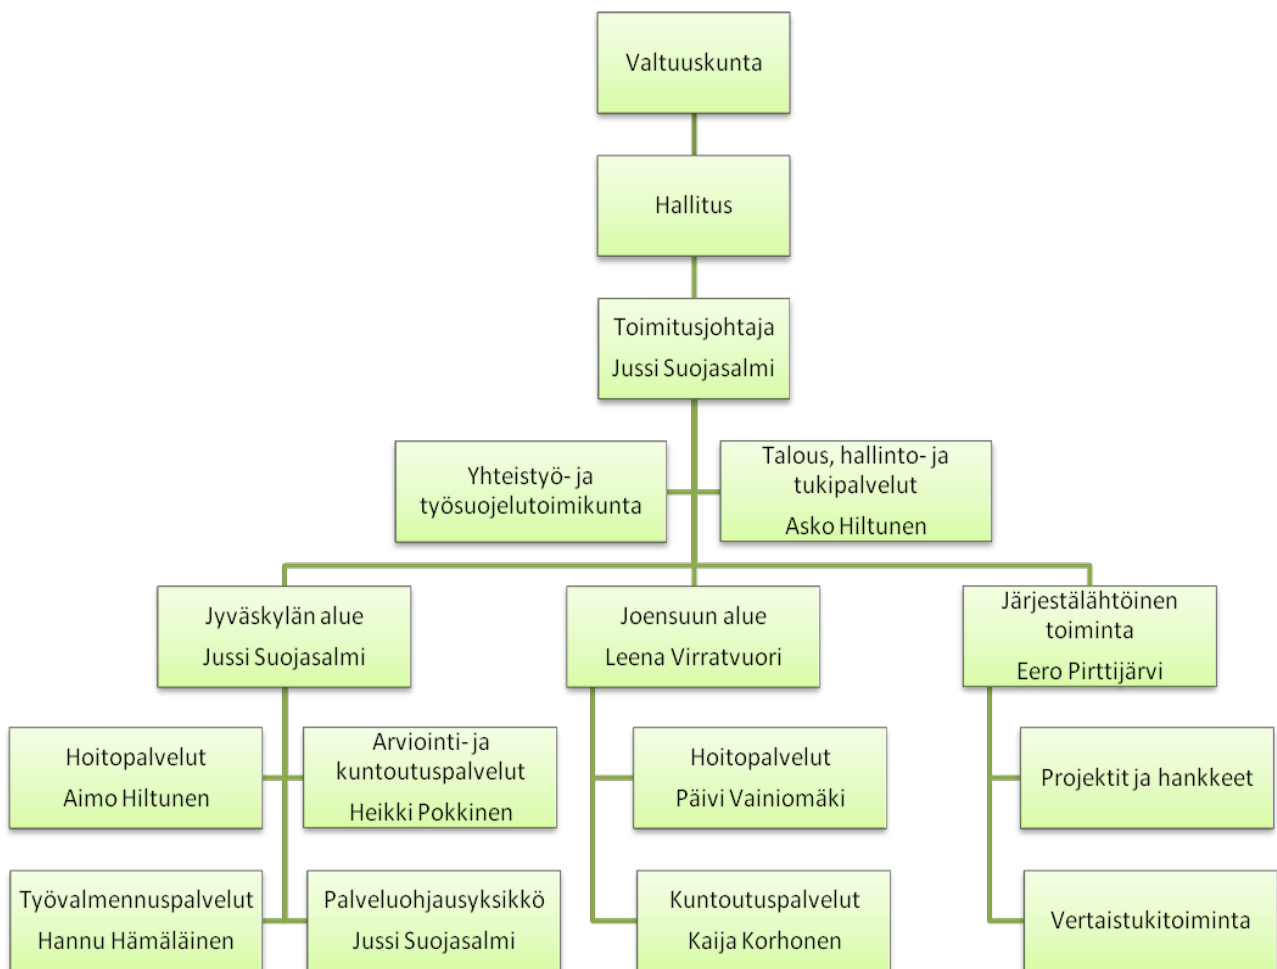 Valtuuskunta
Hallitus
Toimitusjohtaja
Jussi Suojasalmi
Yhteistyö- ja
työsuojelutoimikunta
Talous, hallinto- ja
tukipalvelut
Asko Hiltunen
Jyväskylän alue
Jussi Suojasalmi
Joensuun alue
Leena Virratvuori
Järjestälähtöinen
toiminta
Eero Pirttijärvi
Hoitopalvelut
Aimo Hiltunen
Arviointi- ja
kuntoutuspalvelut
Heikki Pokkinen
Hoitopalvelut
Päivi Vainiomäki
Projektit ja hankkeet
Työvalmennuspalvelut
Hannu Hämäläinen
Palveluohjausyksikkö
Jussi Suojasalmi
Kuntoutuspalvelut
Kaija Korhonen
Vertaistukitoiminta